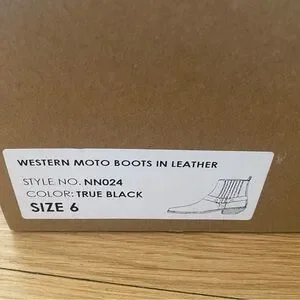 WESTERN MOTO BOOTS IN LEATHER
STYLE NO. NN024
COLOR: TRUE BLACK
SIZE 6